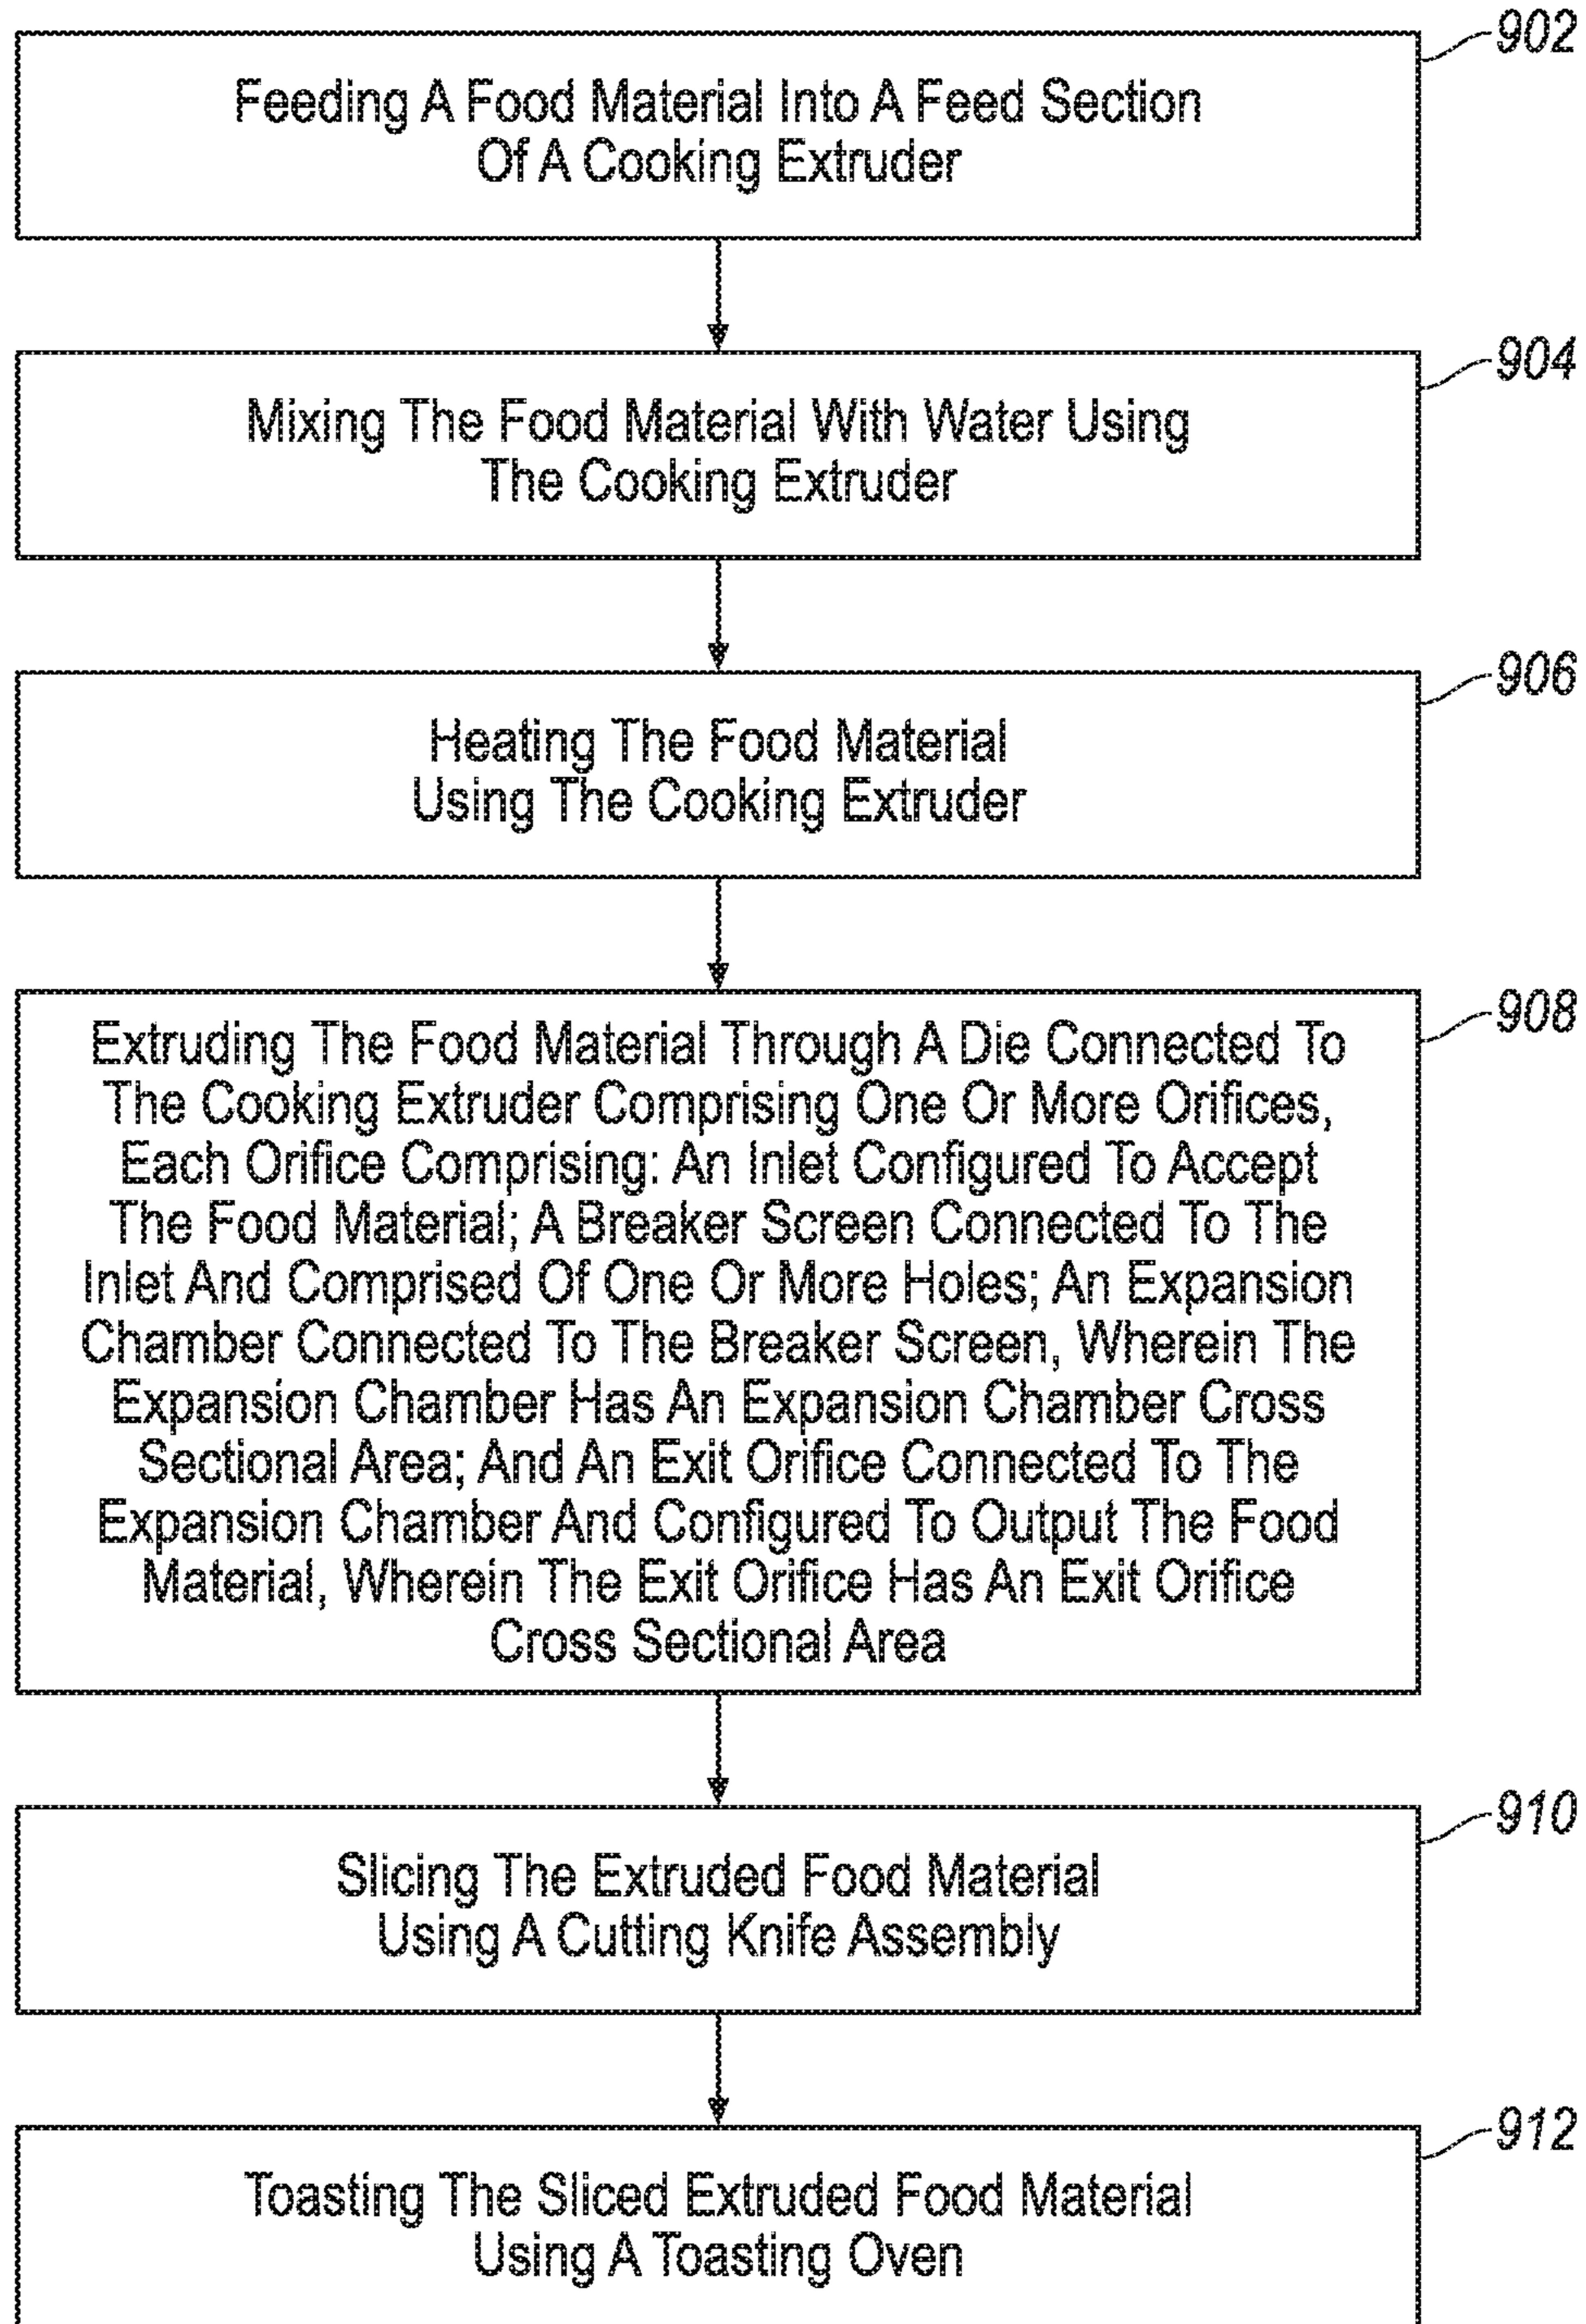 902
Feeding A Food Material Into A Feed Section
Of A Cooking Extruder
904
Mixing The Food Material With Water Using
The Cooking Extruder
906
Heating The Food Material
Using The Cooking Extruder
908
Extruding The Food Material Through A Die Connected To
The Cooking Extruder Comprising One Or More Orifices,
Each Orifice Comprising: An Inlet Configured To Accept
The Food Material; A Breaker Screen Connected To The
Inlet And Comprised Of One Or More Holes; An Expansion
Chamber Connected To The Breaker Screen, Wherein The
Expansion Chamber Has An Expansion Chamber Cross
Sectional Area; And An Exit Orifice Connected To The
Expansion Chamber And Configured To Output The Food
Material, Wherein The Exit Orifice Has An Exit Orifice
Cross Sectional Area
910
Slicing The Extruded Food Material
Using A Cutting Knife Assembly
912
Toasting The Sliced Extruded Food Material
Using A Toasting Oven